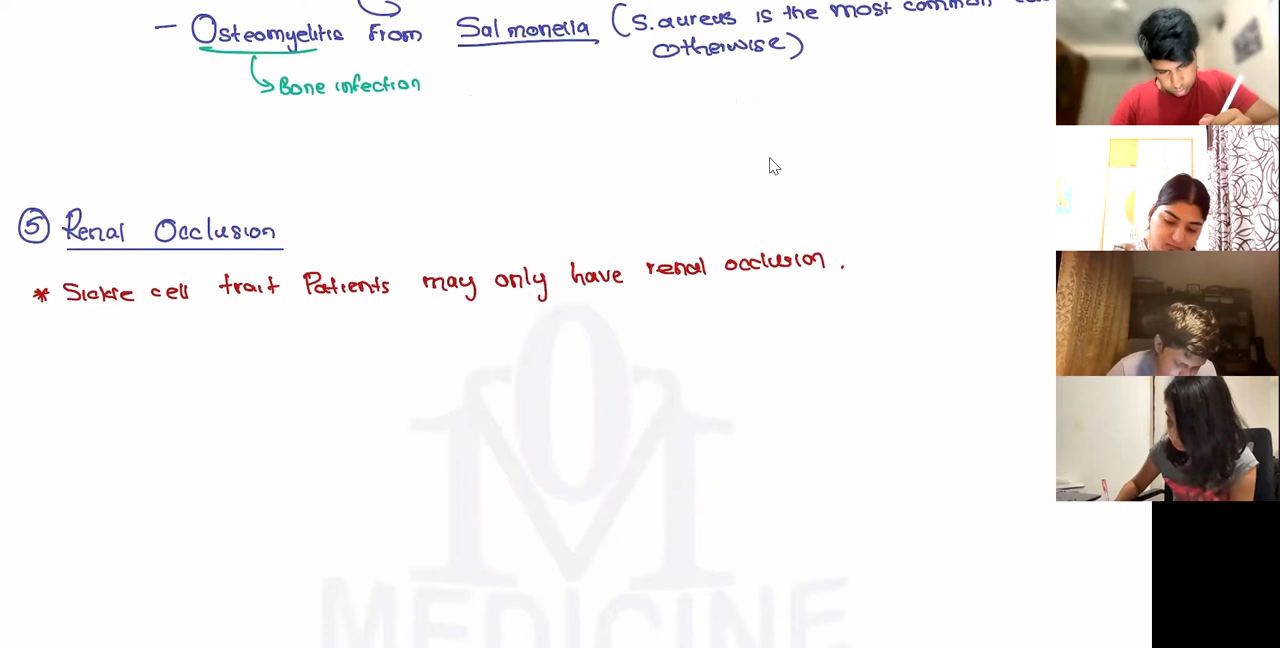 - Osteomyelitis From Salmonella (S. aureus is the most common
otherwise)
Bone infection
⑤ Renal Occlusion
* Sickle cell trait Patients may only have renal occlusion.
MEDICINE